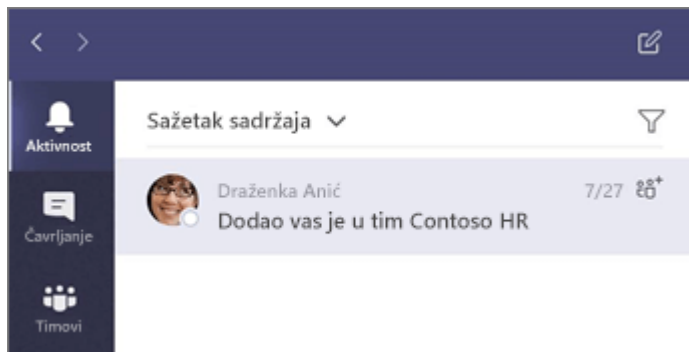 Aktivnost
Čavrljanje
Timovi
Sažetak sadržaja
Draženka Anić 7/27
Dodao vas je u tim Contoso HR